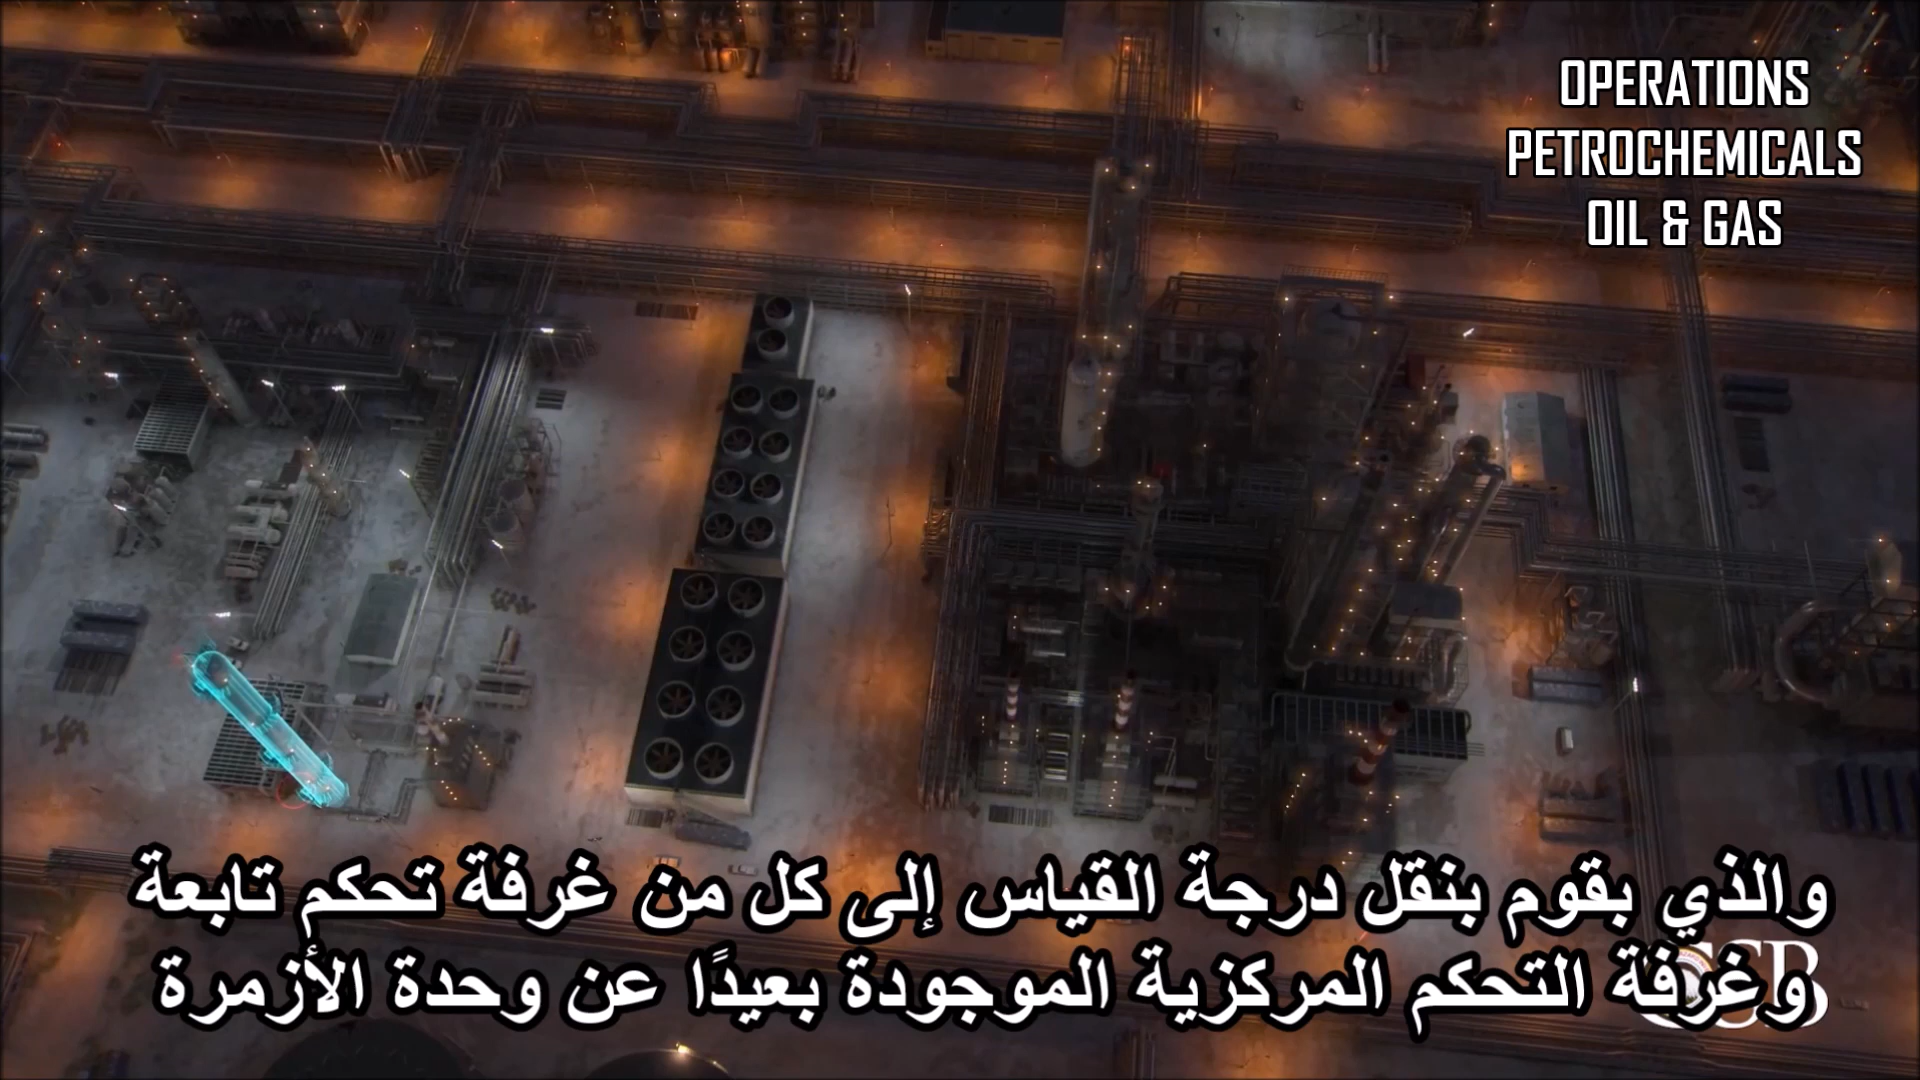 OPERATIONS
PETROCHEMICALS
OIL & GAS
والذي بقوم بنقل درجة القياس إلى كل من غرفة تحكم تابعة
وغرفة التحكم المركزية الموجودة بعيدًا عن وحدة الأزمرة
CSB